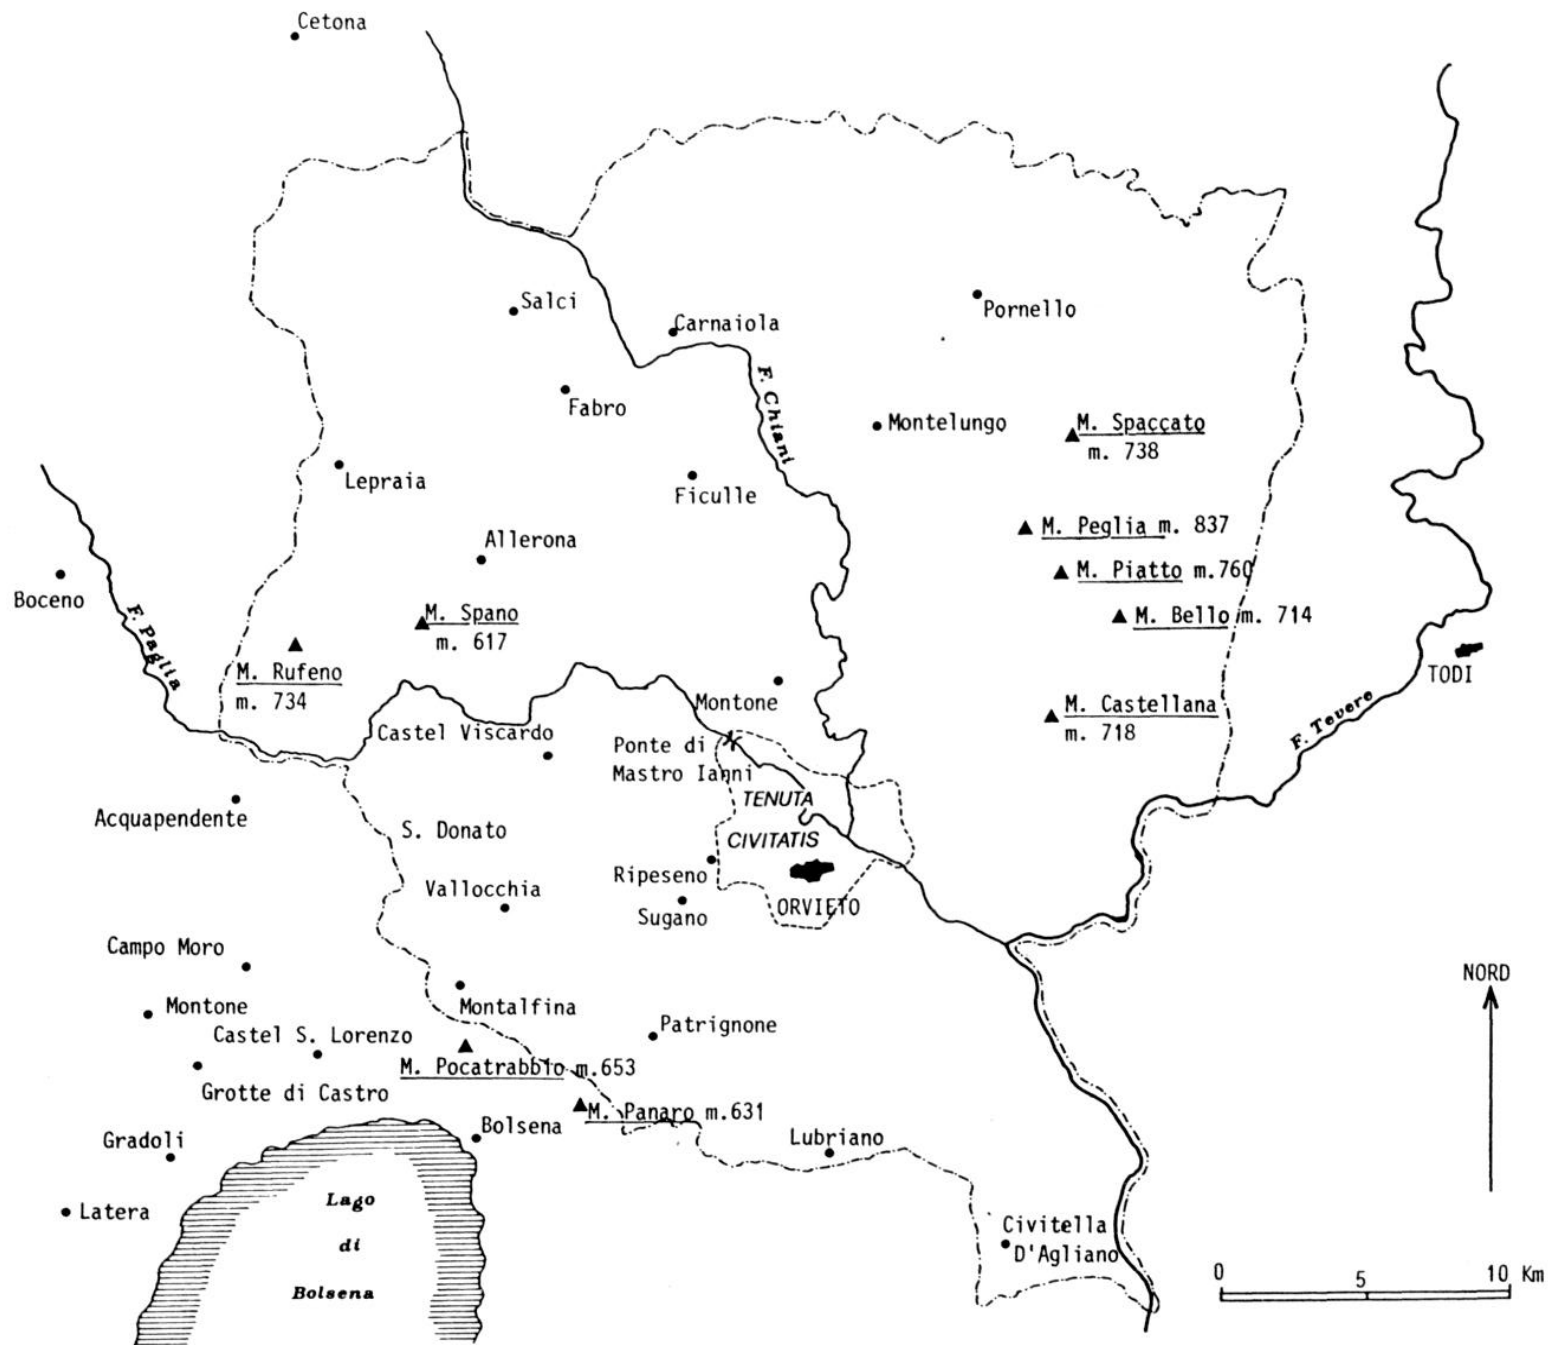 Cetona
Salci
Carnaiola
Pornello
F. Chiani
Fabro
Montelungo
M. Spaccato
m. 738
Lepraia
Ficulle
M. Peglia m. 837
Allerona
M. Piatto m.760
Boceno
F. Paglia
M. Spano
m. 617
M. Bello m. 714
M. Rufeno
m. 734
TODI
Montone
M. Castellana
m. 718
F. Tevere
Castel Viscardo
Ponte di
Mastro Ianni
TENUTA
CIVITATIS
Acquapendente
S. Donato
Ripeseno
Vallocchia
Sugano
ORVIETO
Campo Moro
NORD
Montone
Montalfina
Castel S. Lorenzo
Patrignone
M. Pocatrabbio m.653
Grotte di Castro
M. Panaro m.631
Bolsena
Gradoli
Lubriano
Latera
Lago
di
Bolsena
Civitella
D'Agliano
0 5 10 Km